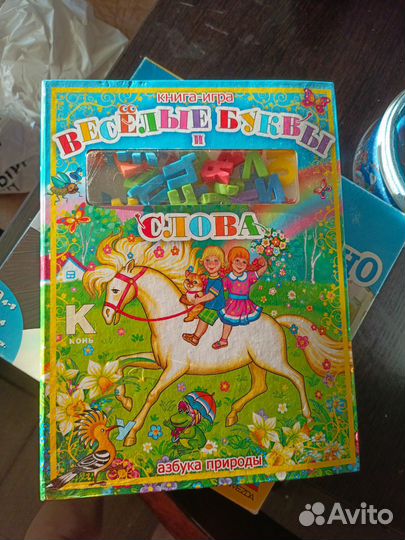 книга-игра
ВЕСЁЛЫЕ БУКВЫ
И
СЛОВА
К
КОНЬ
азбука природы
Avito